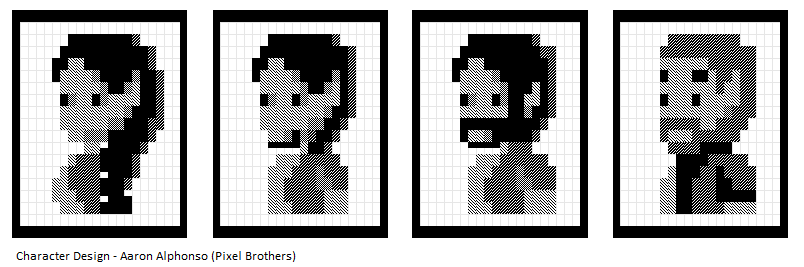 Character Design - Aaron Alphonso (Pixel Brothers)